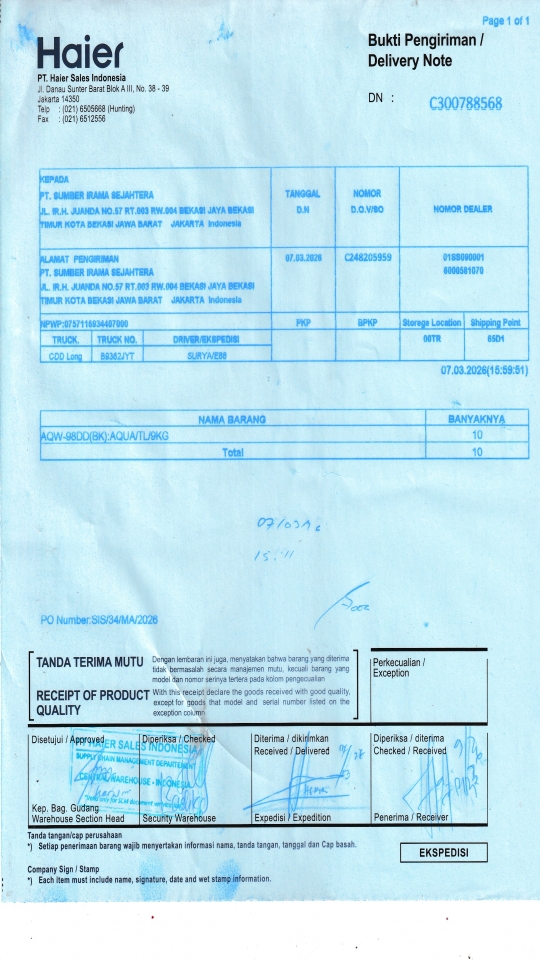 Page 1 of 1
Haier
Bukti Pengiriman /
Delivery Note
PT. Haier Sales Indonesia
Jl. Danau Sunter Barat Blok A III, No. 38 - 39
Jakarta 14350
Telp : (021) 6505668 (Hunting)
Fax : (021) 6512556
DN : C300788568
KEPADA
PT. SUMBER IRAMA SEJAHTERA
JL. IR.H. JUANDA NO.57 RT.003 RW.004 BEKASI JAYA BEKASI
TIMUR KOTA BEKASI JAWA BARAT JAKARTA Indonesia
TANGGAL
D.N
NOMOR
D.O.V/SO
NOMOR DEALER
ALAMAT PENGIRIMAN
PT. SUMBER IRAMA SEJAHTERA
JL. IR.H. JUANDA NO.57 RT.003 RW.004 BEKASI JAYA BEKASI
TIMUR KOTA BEKASI JAWA BARAT JAKARTA Indonesia
07.03.2026
C248205959
NPWP:0757118834407000
PKP
BPKP
Storage Location
Shipping Point
TRUCK.
TRUCK NO.
DRIVER/EKSPEDISI
00TR
65D1
CDD Long
B9362JYT
07.03.2026(15:59:51)
NAMA BARANG
BANYAKNYA
AQW-98DD(BK):AQUA/TL/9KG
10
Total
10
PO Number:SIS/34/MA/2026
TANDA TERIMA MUTU
Dengan lembaran ini juga, menyatakan bahwa barang yang diterima
tidak bermasalah secara manajemen mutu, kecuali barang yang
model dan nomor serinya tertera pada kolom pengecualian
RECEIPT OF PRODUCT
QUALITY
With this receipt declare the goods received with good quality,
except for goods that model and serial number listed on the
exception column
Perkecualian /
Exception
Disetujui / Approved
Diperiksa / Checked
Diterima / dikirimkan
Received / Delivered
Diperiksa / diterima
Checked / Received
PT HAIER SALES INDONESIA
SUPPLY CHAIN MANAGEMENT DEPARTEMENT
CENTRAL WAREHOUSE - INDONESIA
Kep. Bag. Gudang
Warehouse Section Head
Security Warehouse
Expedisi / Expedition
Penerima / Receiver
Tanda tangan/cap perusahaan
*) Setiap penerimaan barang wajib menyertakan informasi nama, tanda tangan, tanggal dan Cap basah.
EKSPEDISI
Company Sign / Stamp
*) Each item must include name, signature, date and wet stamp information.